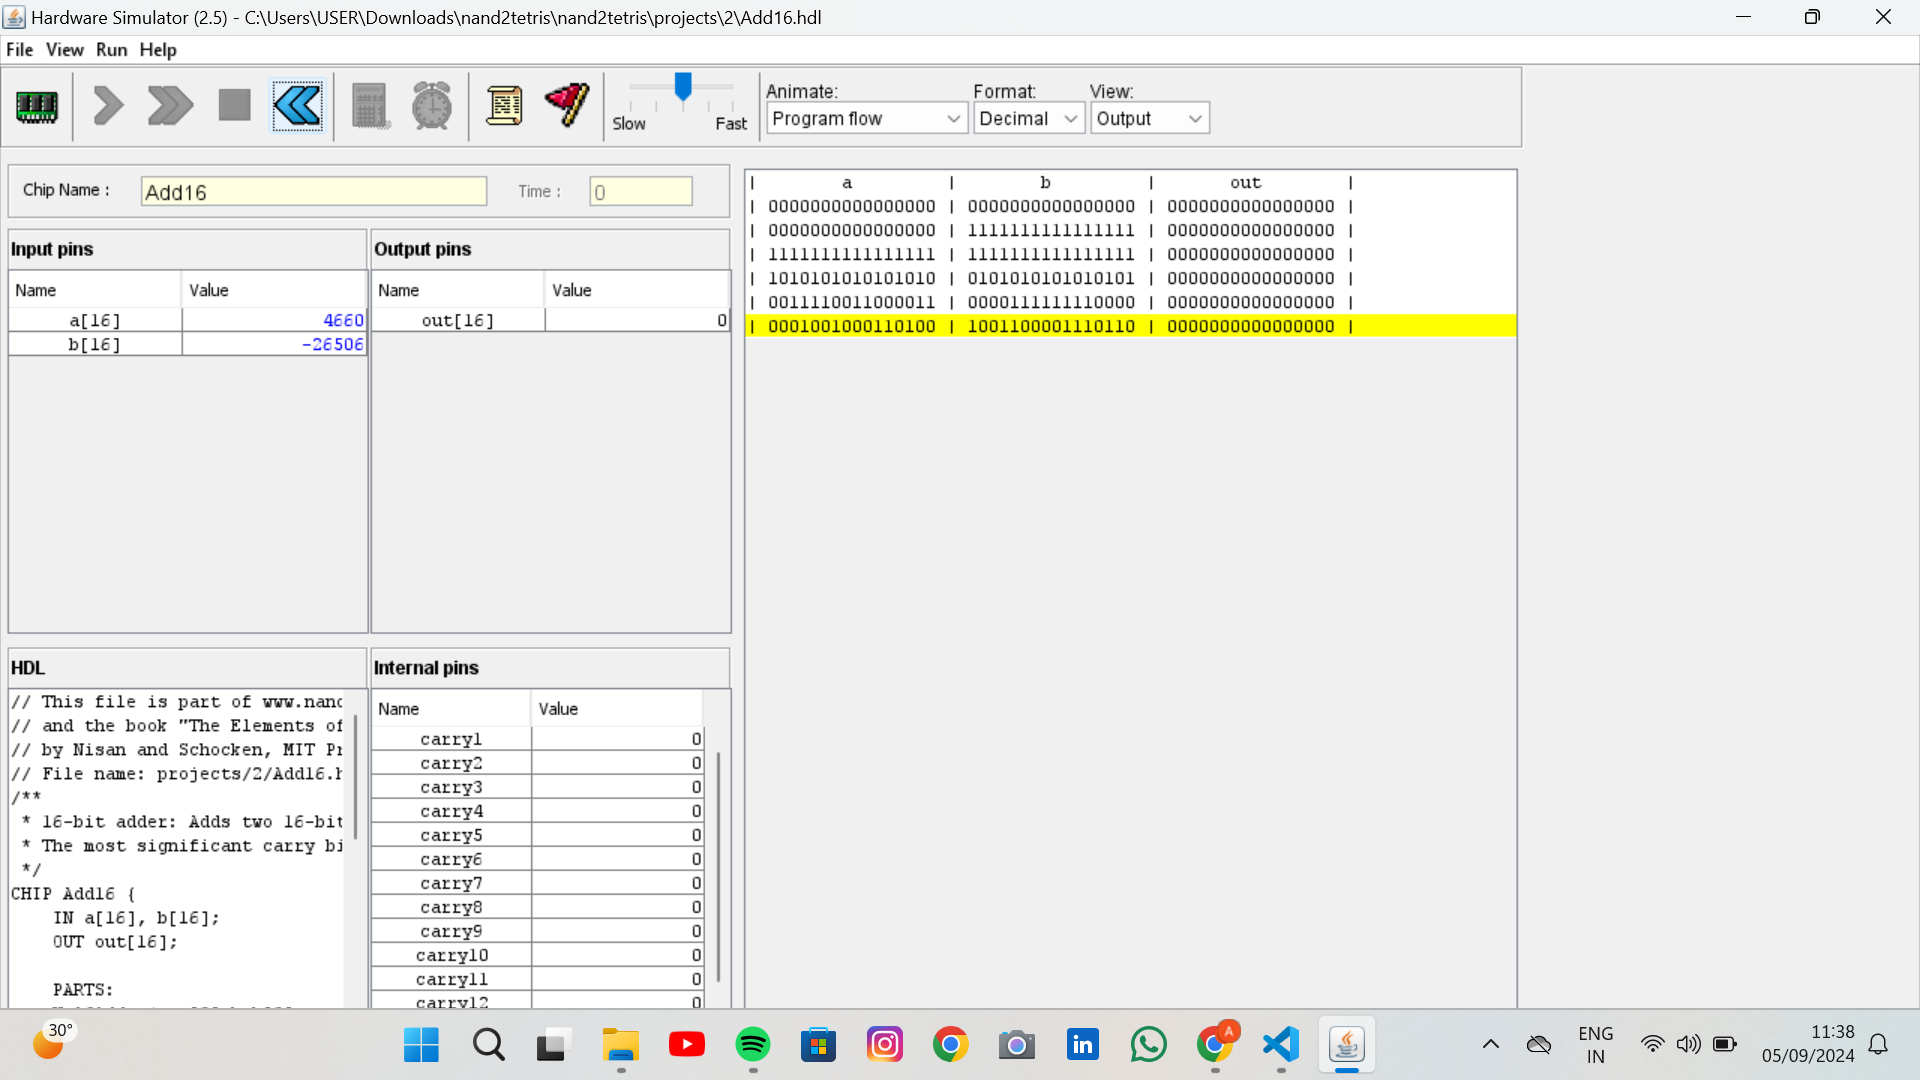 Hardware Simulator (2.5) - C:\Users\USER\Downloads\nand2tetris\nand2tetris\projects\2\Add16.hdl
File View Run Help
Slow Fast
Animate: Format: View:
Program flow Decimal Output
Chip Name : Add16 Time : 0
Input pins
Name Value
a[16] 4660
b[16] -26506
Output pins
Name Value
out[16] 0
| a | b | out |
| 0000000000000000 | 0000000000000000 | 0000000000000000 |
| 0000000000000000 | 1111111111111111 | 0000000000000000 |
| 1111111111111111 | 1111111111111111 | 0000000000000000 |
| 1010101010101010 | 0101010101010101 | 0000000000000000 |
| 0011110011000011 | 0000111111110000 | 0000000000000000 |
| 0001001000110100 | 1001100001110110 | 0000000000000000 |
HDL
// This file is part of www.nand
// and the book "The Elements of
// by Nisan and Schocken, MIT Pr
// File name: projects/2/Add16.h
/**
* 16-bit adder: Adds two 16-bit
* The most significant carry bi
*/
CHIP Add16 {
IN a[16], b[16];
OUT out[16];
PARTS:
Internal pins
Name Value
carry1 0
carry2 0
carry3 0
carry4 0
carry5 0
carry6 0
carry7 0
carry8 0
carry9 0
carry10 0
carry11 0
carry12 0
30°
A
ENG
IN
11:38
05/09/2024